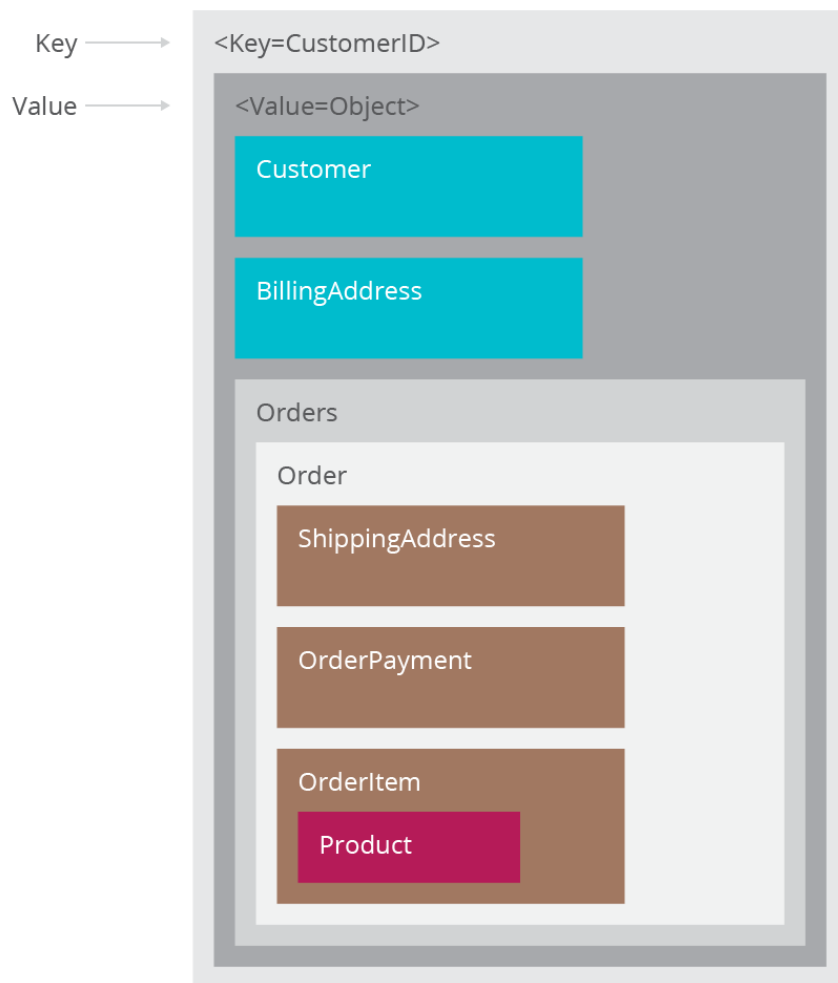 Key
<Key=CustomerID>
Value
<Value=Object>
Customer
BillingAddress
Orders
Order
ShippingAddress
OrderPayment
OrderItem
Product